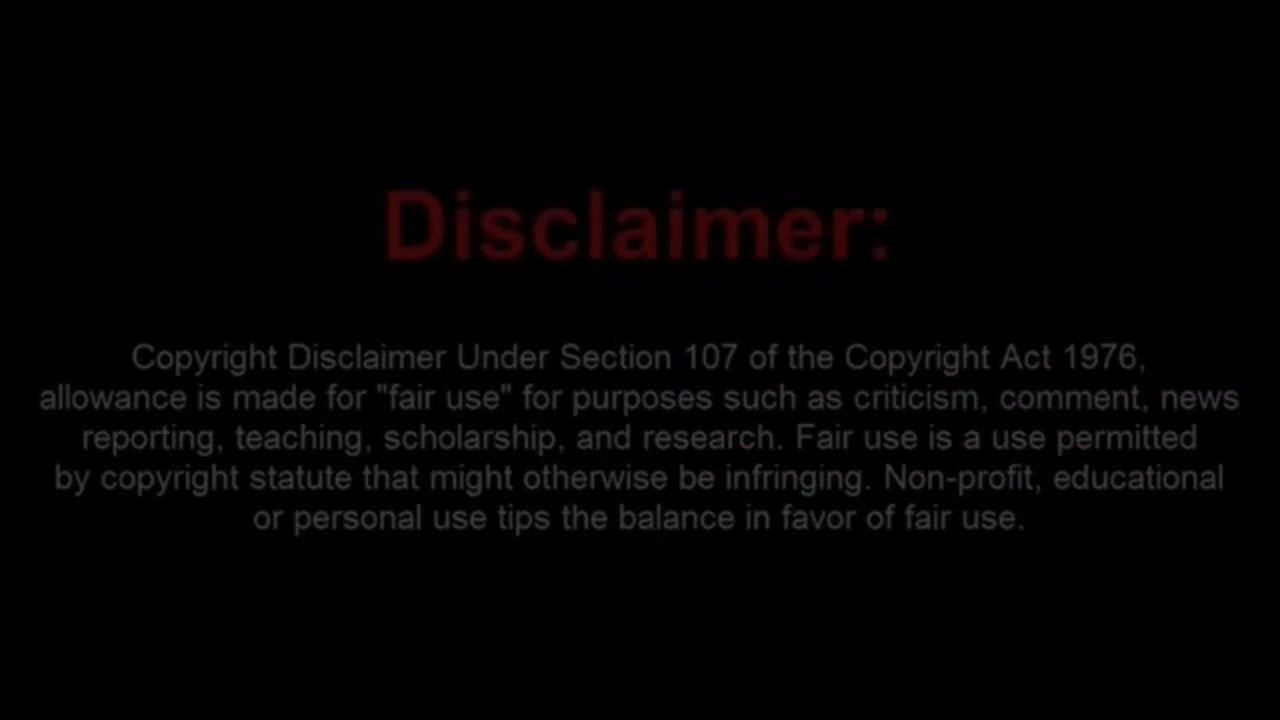 Disclaimer:
Copyright Disclaimer Under Section 107 of the Copyright Act 1976,
allowance is made for "fair use" for purposes such as criticism, comment, news
reporting, teaching, scholarship, and research. Fair use is a use permitted
by copyright statute that might otherwise be infringing. Non-profit, educational
or personal use tips the balance in favor of fair use.